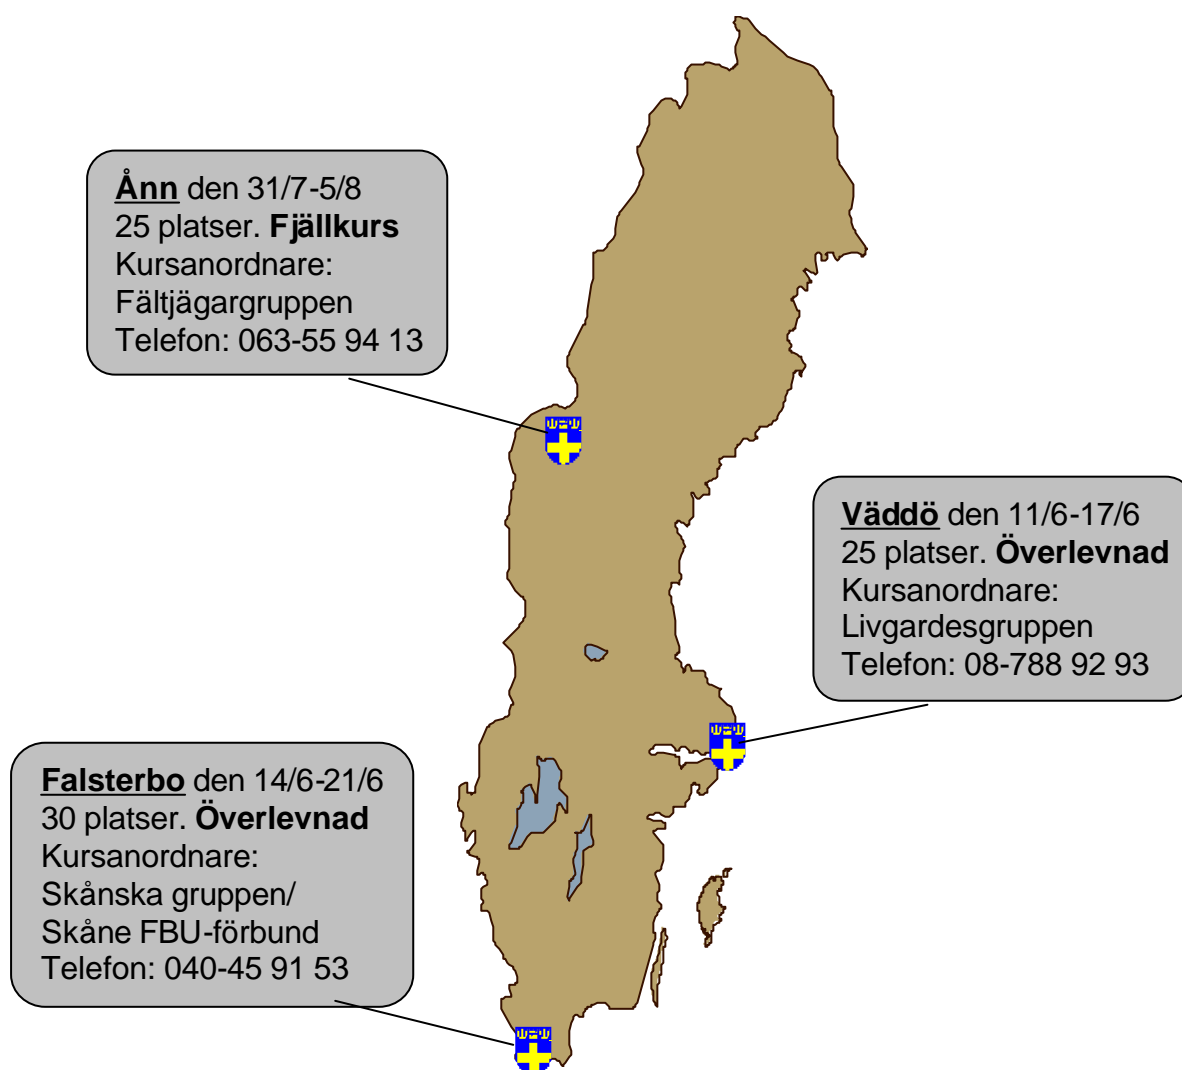 Ånn den 31/7-5/8
25 platser. Fjällkurs
Kursanordnare:
Fältjägargruppen
Telefon: 063-55 94 13
Väddö den 11/6-17/6
25 platser. Överlevnad
Kursanordnare:
Livgardesgruppen
Telefon: 08-788 92 93
Falsterbo den 14/6-21/6
30 platser. Överlevnad
Kursanordnare:
Skånska gruppen/
Skåne FBU-förbund
Telefon: 040-45 91 53